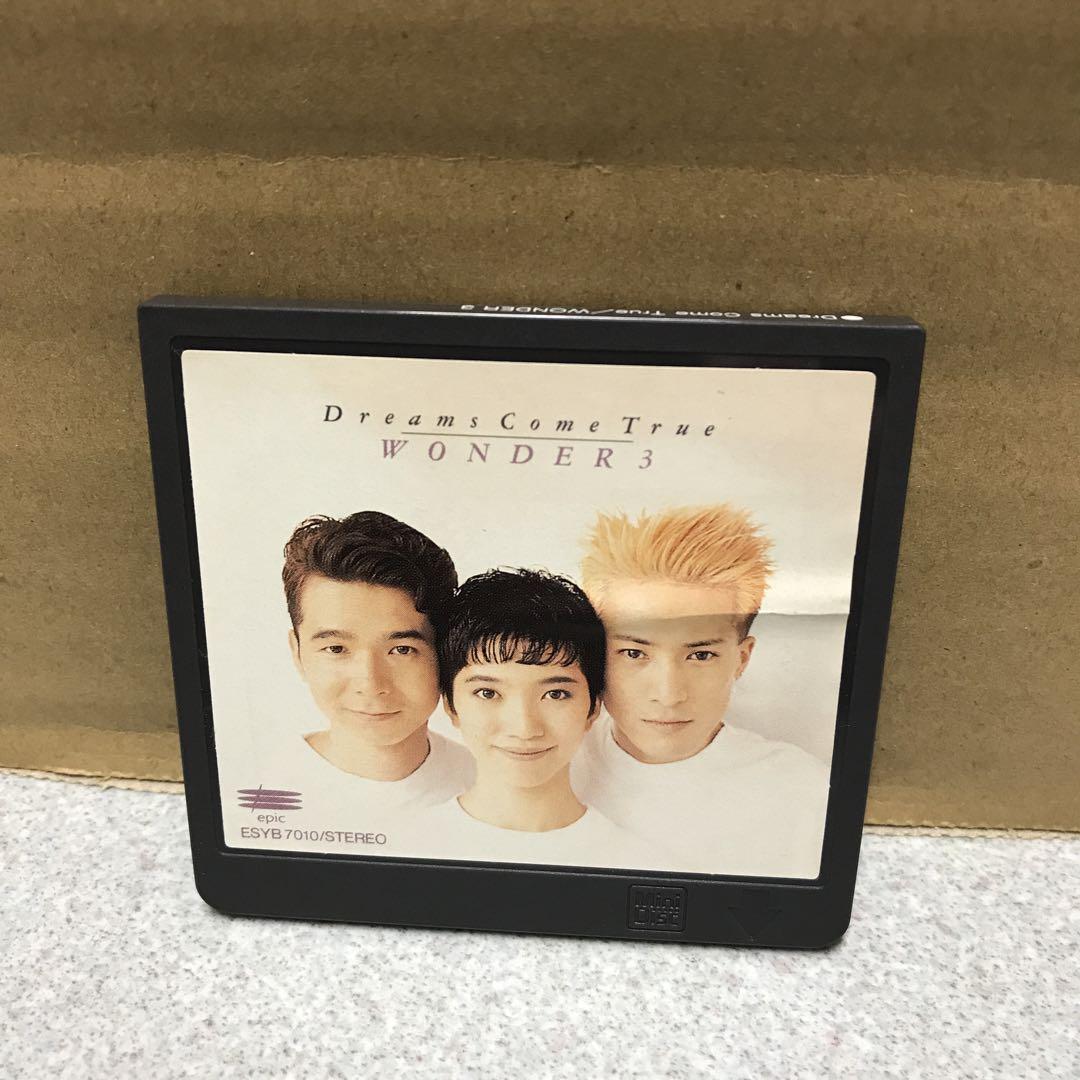 ●Dreams Come True／WONDER 3
Dreams Come True
WONDER 3
epic
ESYB 7010/STEREO
Mini
Disc